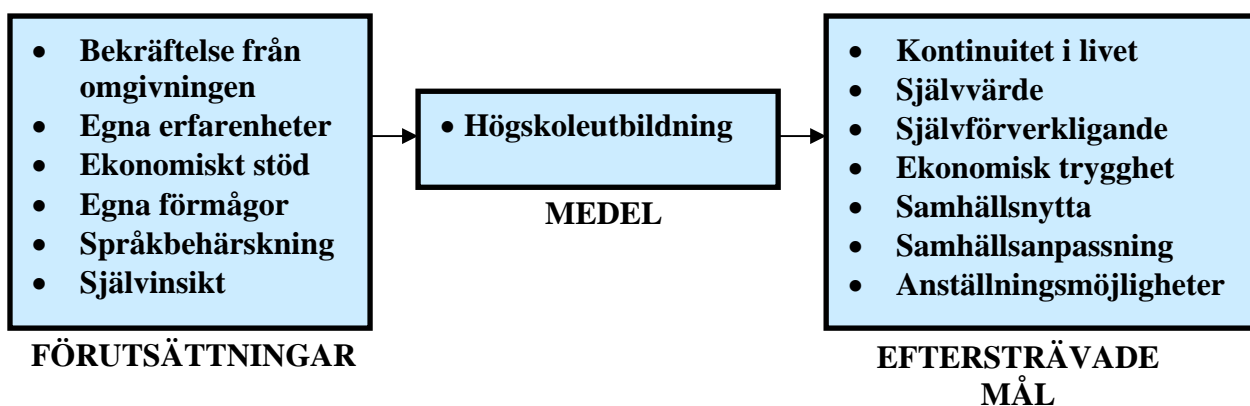 • Bekräftelse från
omgivningen
• Egna erfarenheter
• Ekonomiskt stöd
• Egna förmågor
• Språkbehärskning
• Självinsikt
FÖRUTSÄTTNINGAR
• Högskoleutbildning
MEDEL
• Kontinuitet i livet
• Självvärde
• Självförverkligande
• Ekonomisk trygghet
• Samhällsnytta
• Samhällsanpassning
• Anställningsmöjligheter
EFTERSTRÄVADE
MÅL